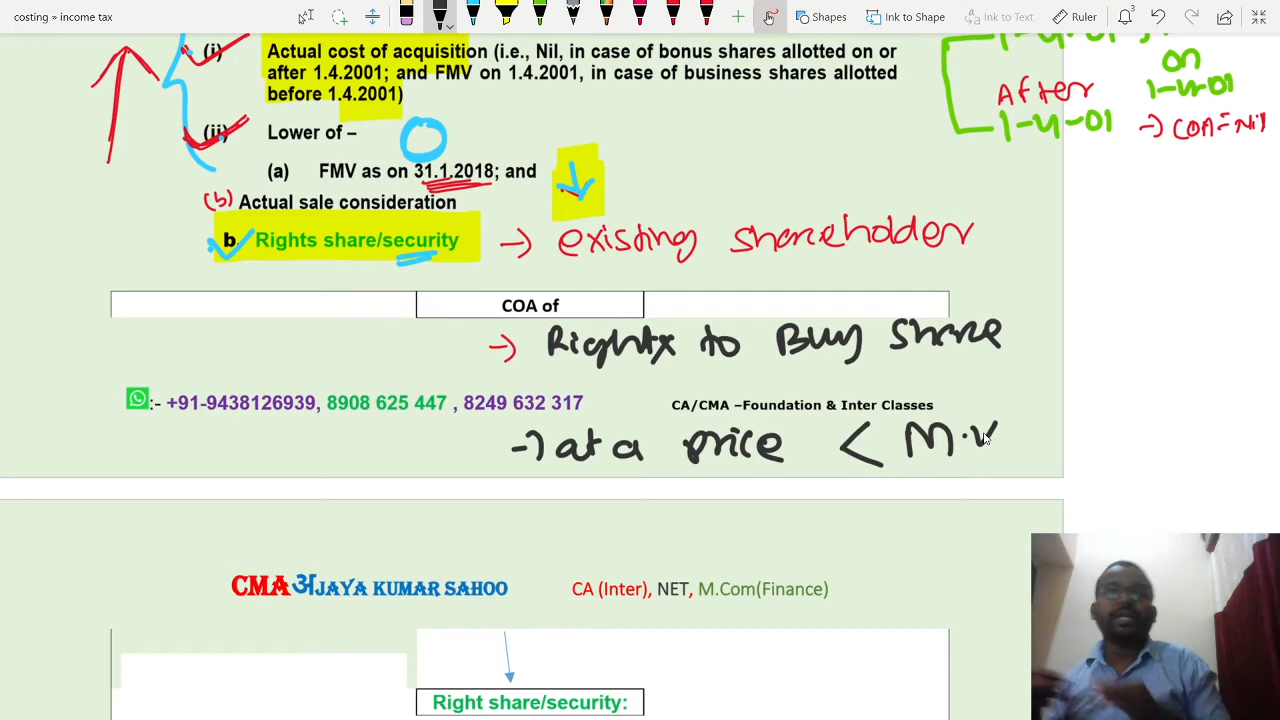 costing » income tax
Shapes
Ink to Shape
Ink to Text
Ruler
(i) Actual cost of acquisition (i.e., Nil, in case of bonus shares allotted on or
after 1.4.2001; and FMV on 1.4.2001, in case of business shares allotted
before 1.4.2001)
on
1-4-01
After
1-4-01 → COA=Nil
(ii) Lower of –
(a) FMV as on 31.1.2018; and
(b) Actual sale consideration
b. Rights share/security → existing shareholder
COA of
→ Rights to Buy share
:- +91-9438126939, 8908 625 447 , 8249 632 317
CA/CMA –Foundation & Inter Classes
→ at a price < M.V
CMA अJAYA KUMAR SAHOO
CA (Inter), NET, M.Com(Finance)
Right share/security: